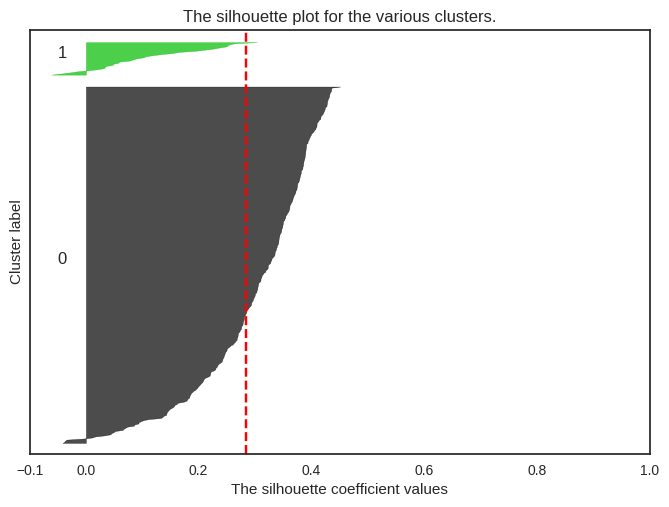 The silhouette plot for the various clusters.
1
0
Cluster label
−0.1 0.0 0.2 0.4 0.6 0.8 1.0
The silhouette coefficient values